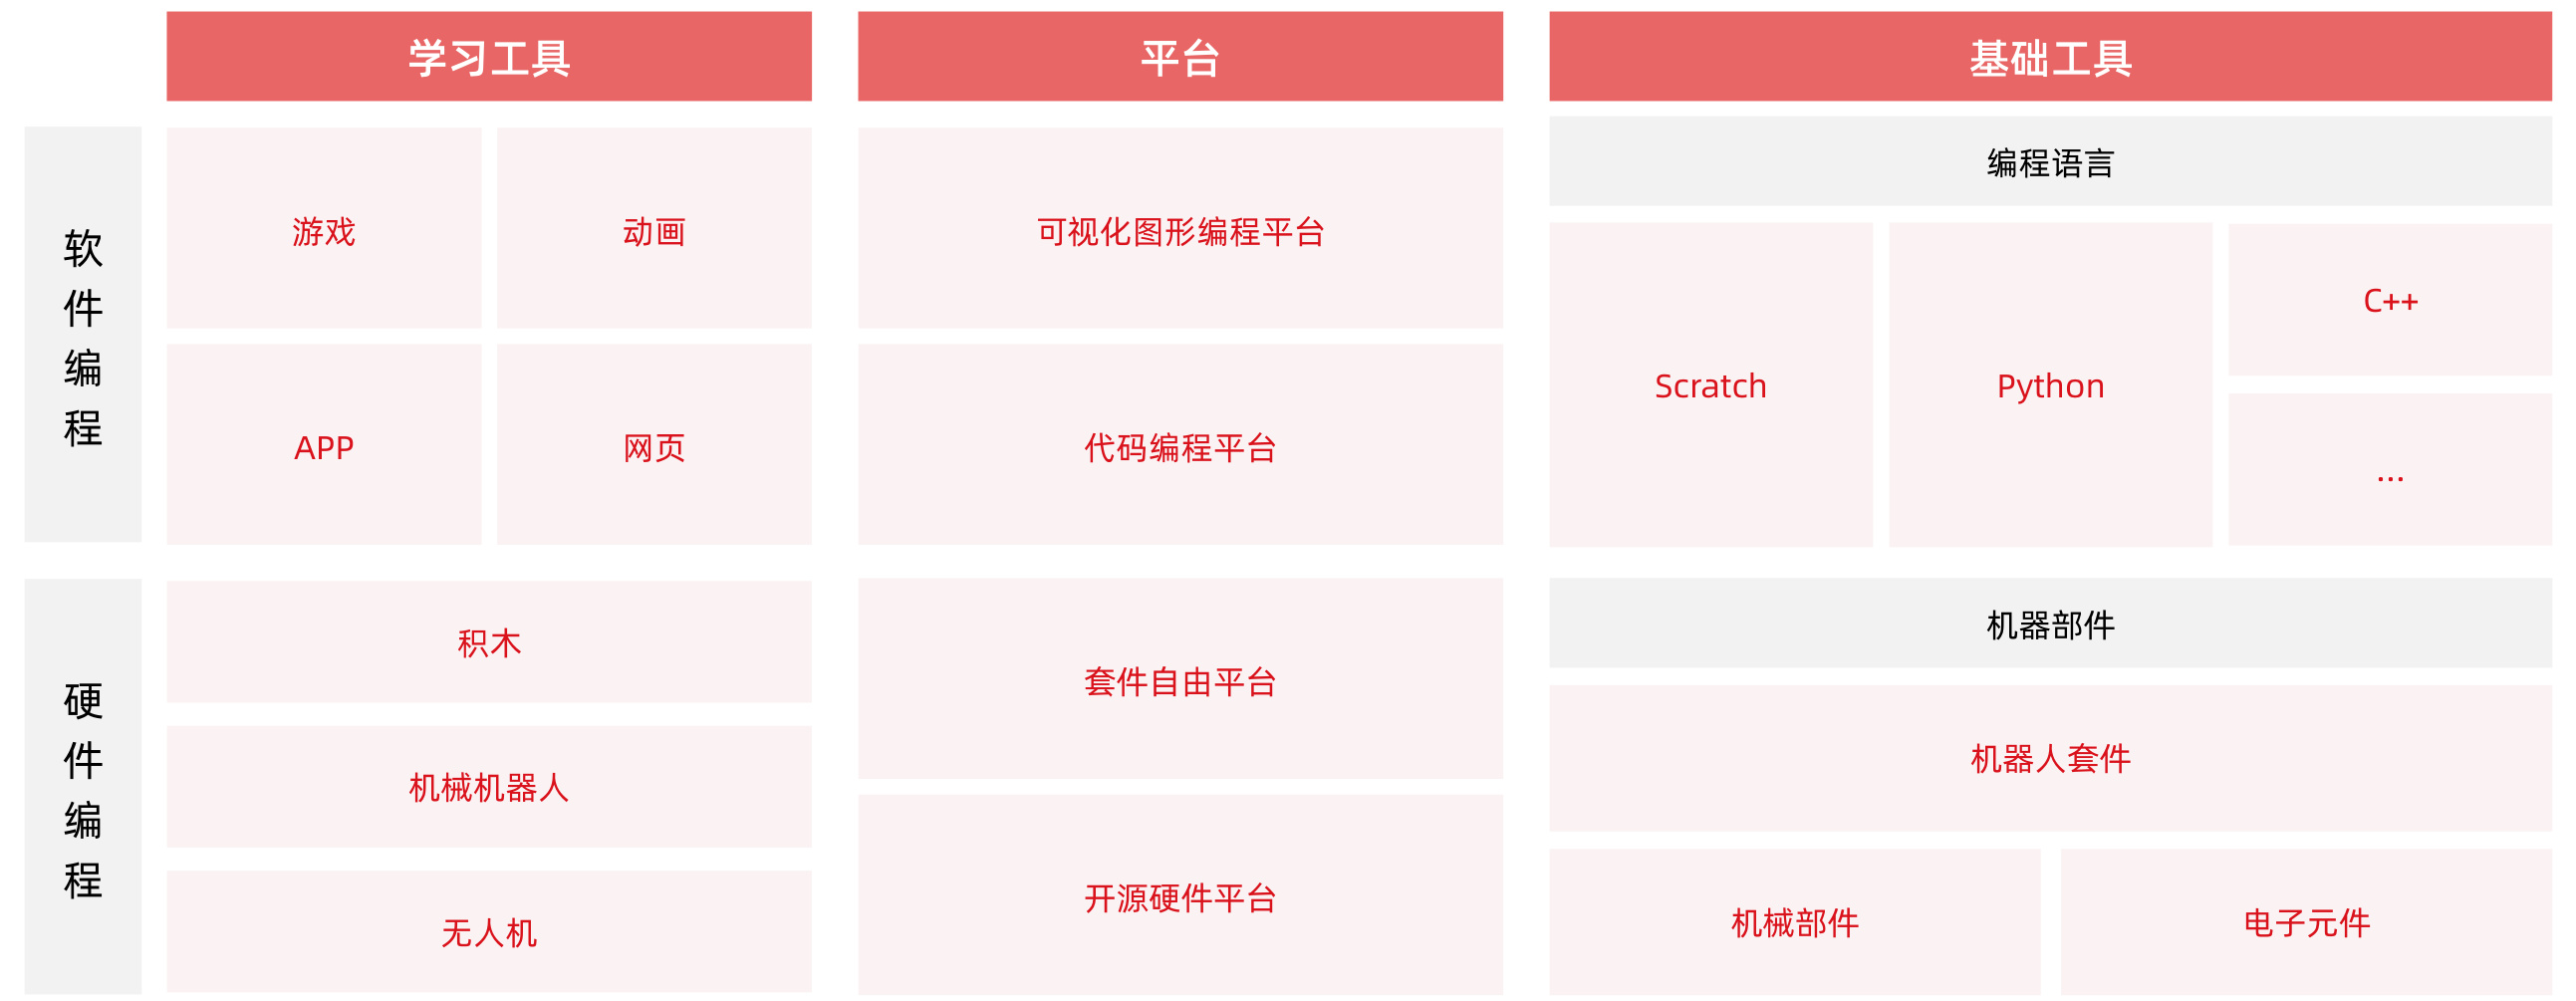 学习工具
平台
基础工具
软件编程
游戏
动画
APP
网页
可视化图形编程平台
代码编程平台
编程语言
Scratch
Python
C++
...
硬件编程
积木
机械机器人
无人机
套件自由平台
开源硬件平台
机器部件
机器人套件
机械部件
电子元件